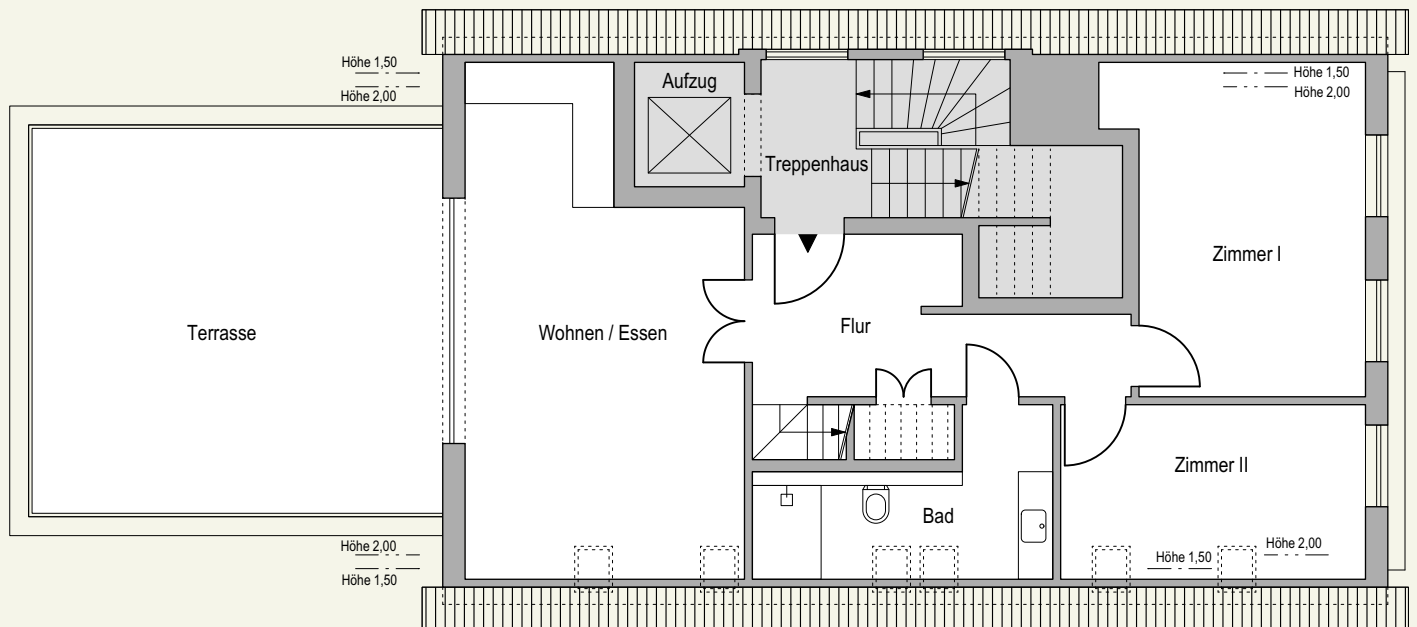 Höhe 1,50
Höhe 2,00
Aufzug
Höhe 1,50
Höhe 2,00
Treppenhaus
Zimmer I
Terrasse
Wohnen / Essen
Flur
Zimmer II
Bad
Höhe 2,00
Höhe 1,50
Höhe 1,50
Höhe 2,00